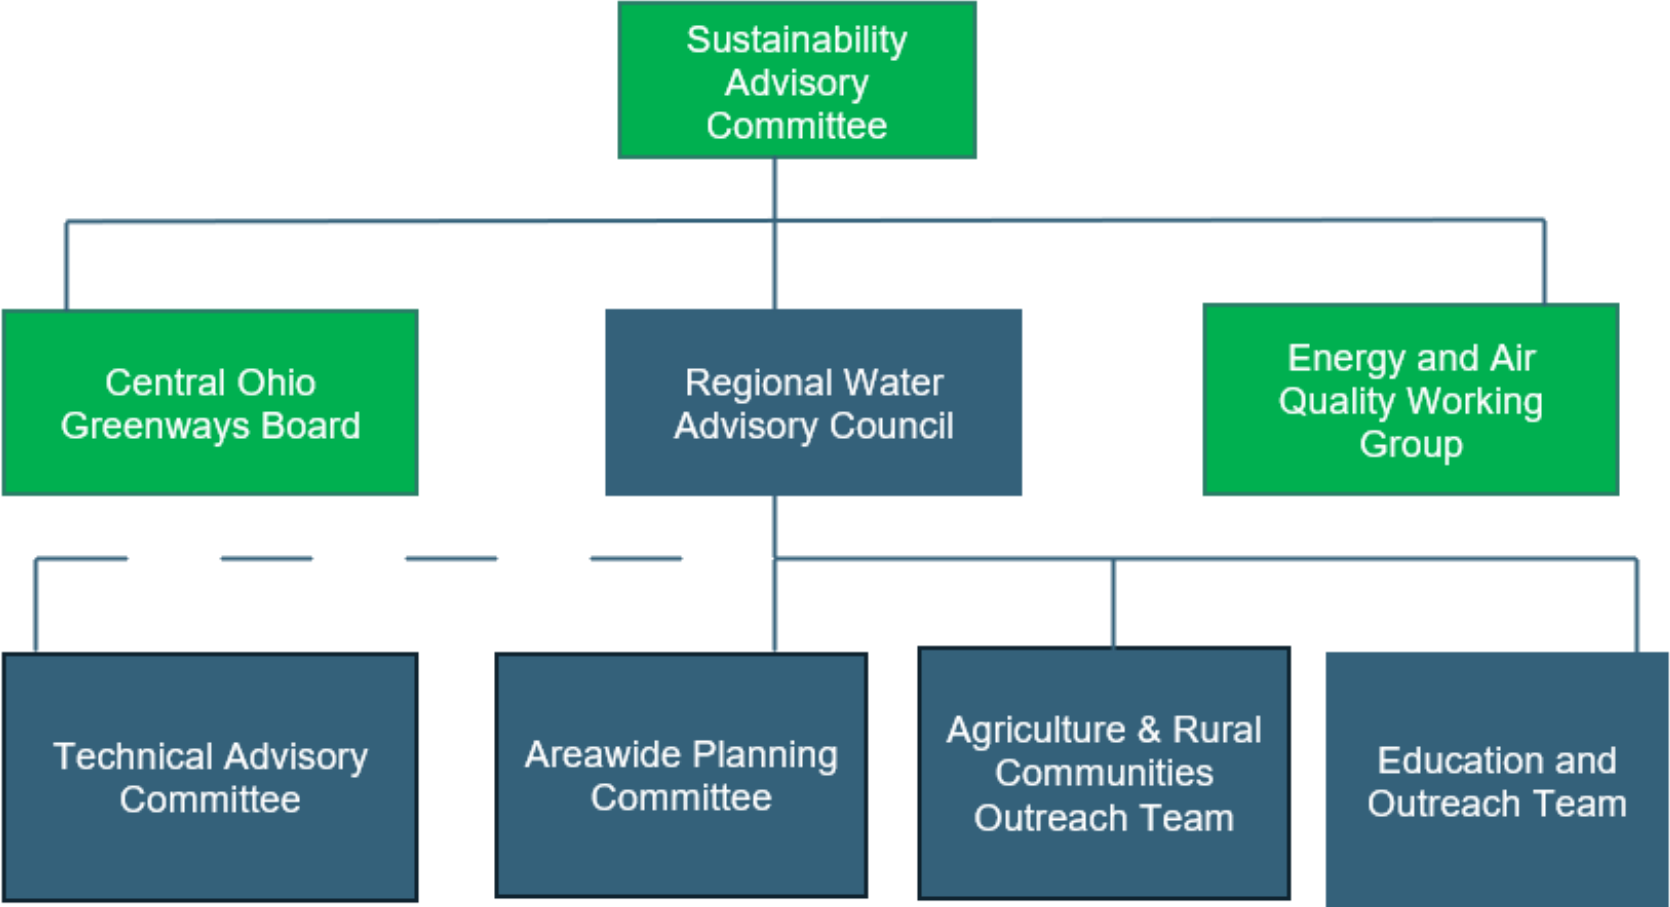 Sustainability
Advisory
Committee
Central Ohio
Greenways Board
Regional Water
Advisory Council
Energy and Air
Quality Working
Group
Technical Advisory
Committee
Areawide Planning
Committee
Agriculture & Rural
Communities
Outreach Team
Education and
Outreach Team